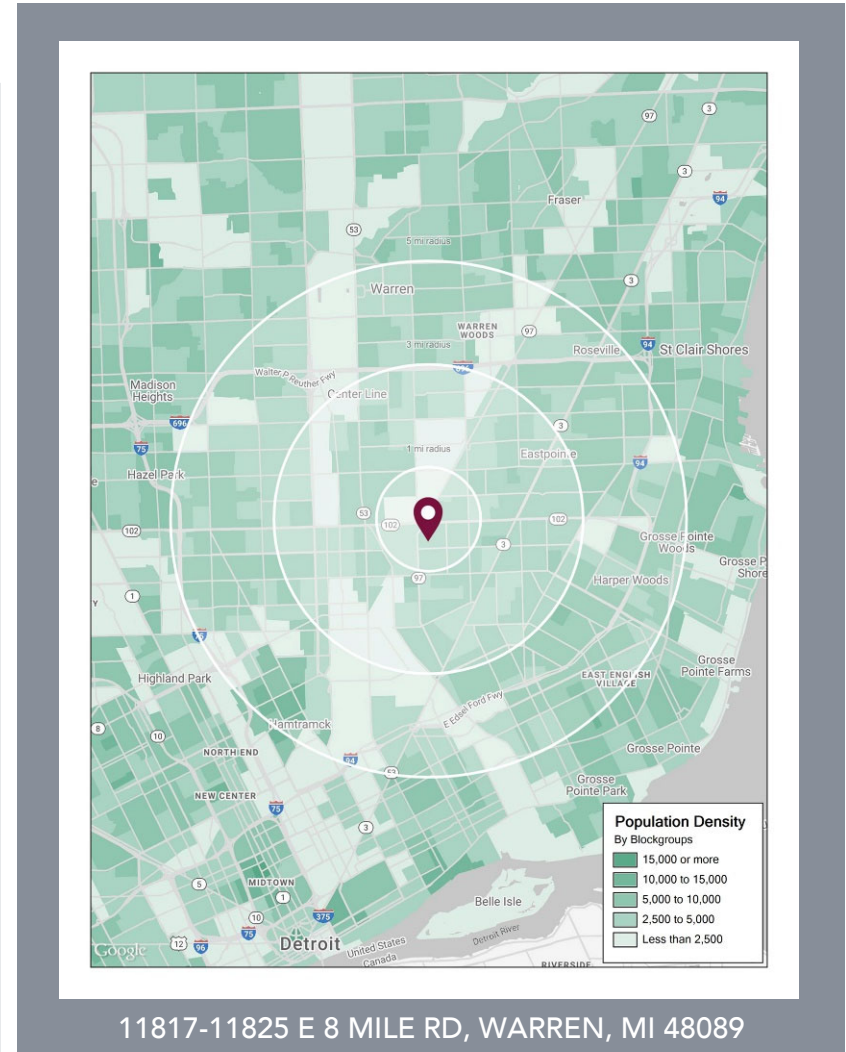 97
3
3
Fraser
94
53
5 mi radius
3
Warren
WARREN
WOODS
97
3 mi radius
Roseville
94
St Clair Shores
696
Walter P Reuther Fwy
Madison
Heights
Center Line
696
75
3
1 mi radius
Eastpointe
94
Hazel Park
53
102
102
102
3
Grosse Pointe
Woods
Grosse P
Shore
97
Harper Woods
1
75
Highland Park
EAST ENGLISH
VILLAGE
Grosse
Pointe Farms
E Edsel Ford Fwy
Hamtramck
8
10
NORTH END
94
53
Grosse Pointe
Grosse
Pointe Park
NEW CENTER
75
3
MIDTOWN
5
1
10
375
75
12
96
Detroit
Belle Isle
United States
Canada
Detroit River
RIVERSIDE
Google
Population Density
By Blockgroups
15,000 or more
10,000 to 15,000
5,000 to 10,000
2,500 to 5,000
Less than 2,500
11817-11825 E 8 MILE RD, WARREN, MI 48089